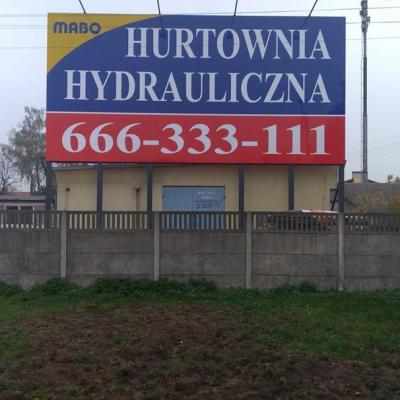 MABO
HURTOWNIA
HYDRAULICZNA
666-333-111